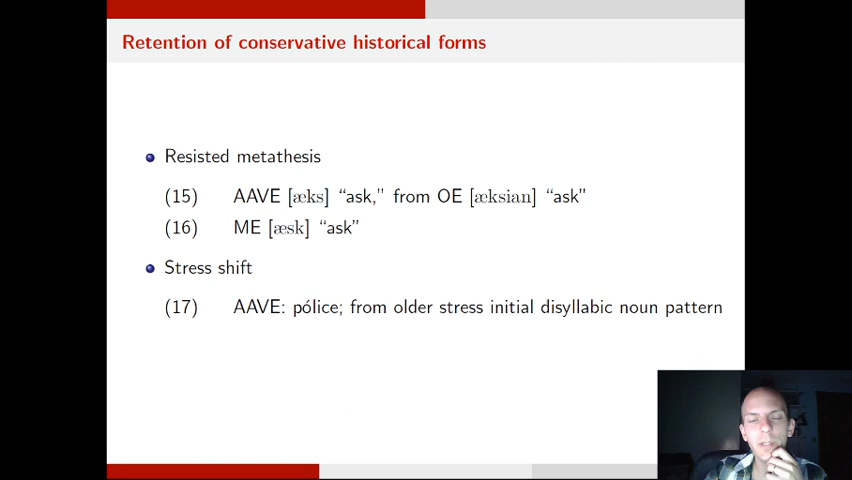 Retention of conservative historical forms
Resisted metathesis
(15) AAVE [æks] “ask,” from OE [æksian] “ask”
(16) ME [æsk] “ask”
Stress shift
(17) AAVE: pólice; from older stress initial disyllabic noun pattern